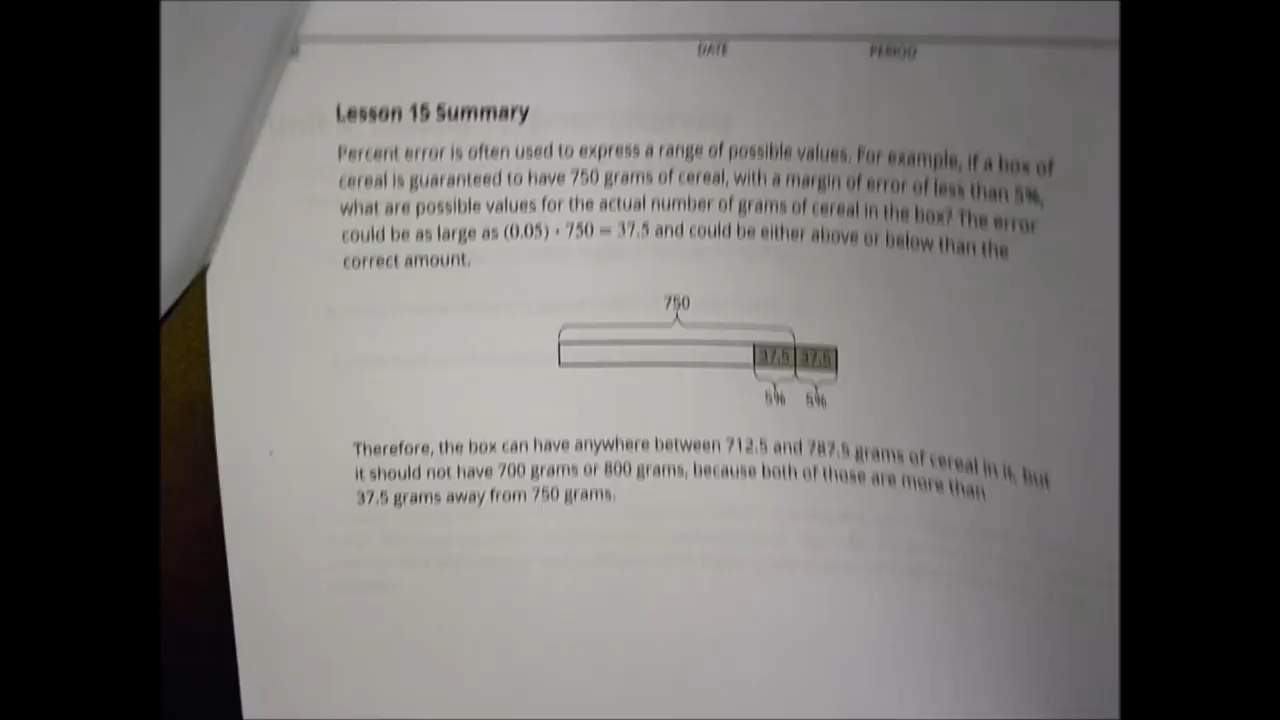 DATE PERIOD
Lesson 15 Summary
Percent error is often used to express a range of possible values. For example, if a box of
cereal is guaranteed to have 750 grams of cereal, with a margin of error of less than 5%,
what are possible values for the actual number of grams of cereal in the box? The error
could be as large as (0.05) • 750 = 37.5 and could be either above or below than the
correct amount.
750
37.5 37.5
5% 5%
Therefore, the box can have anywhere between 712.5 and 787.5 grams of cereal in it, but
it should not have 700 grams or 800 grams, because both of those are more than
37.5 grams away from 750 grams.